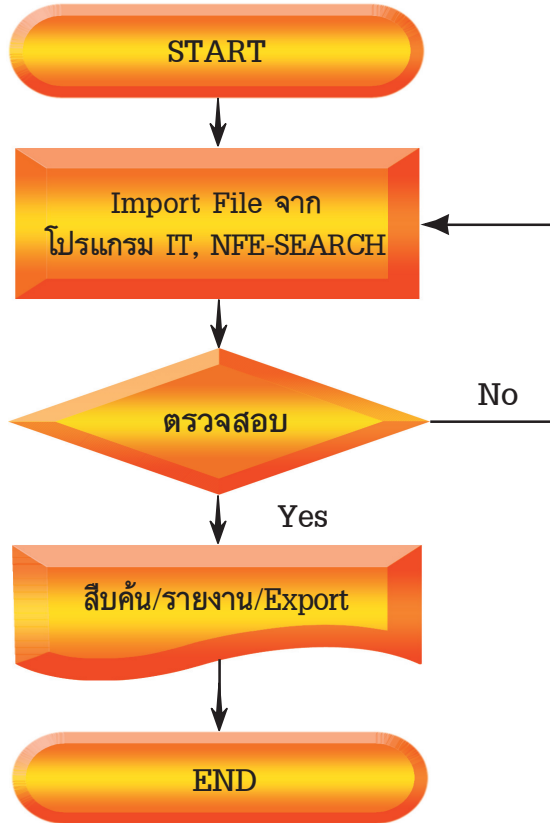 START
Import File จาก
โปรแกรม IT, NFE-SEARCH
ตรวจสอบ
No
Yes
สืบค้น/รายงาน/Export
END